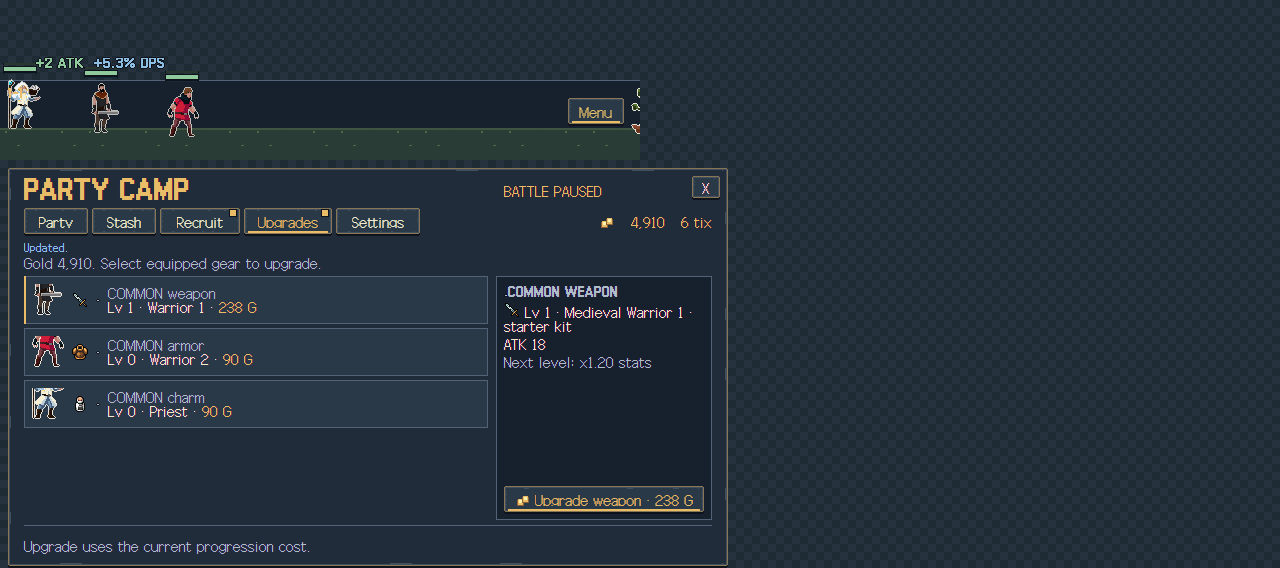 +2 ATK +5.3% DPS
Menu
PARTY CAMP
BATTLE PAUSED
X
Party
Stash
Recruit
Upgrades
Settings
4,910 6 tix
Updated.
Gold 4,910. Select equipped gear to upgrade.
COMMON weapon
Lv 1 · Warrior 1 · 238 G
COMMON armor
Lv 0 · Warrior 2 · 90 G
COMMON charm
Lv 0 · Priest · 90 G
COMMON WEAPON
Lv 1 · Medieval Warrior 1 ·
starter kit
ATK 18
Next level: x1.20 stats
Upgrade weapon · 238 G
Upgrade uses the current progression cost.